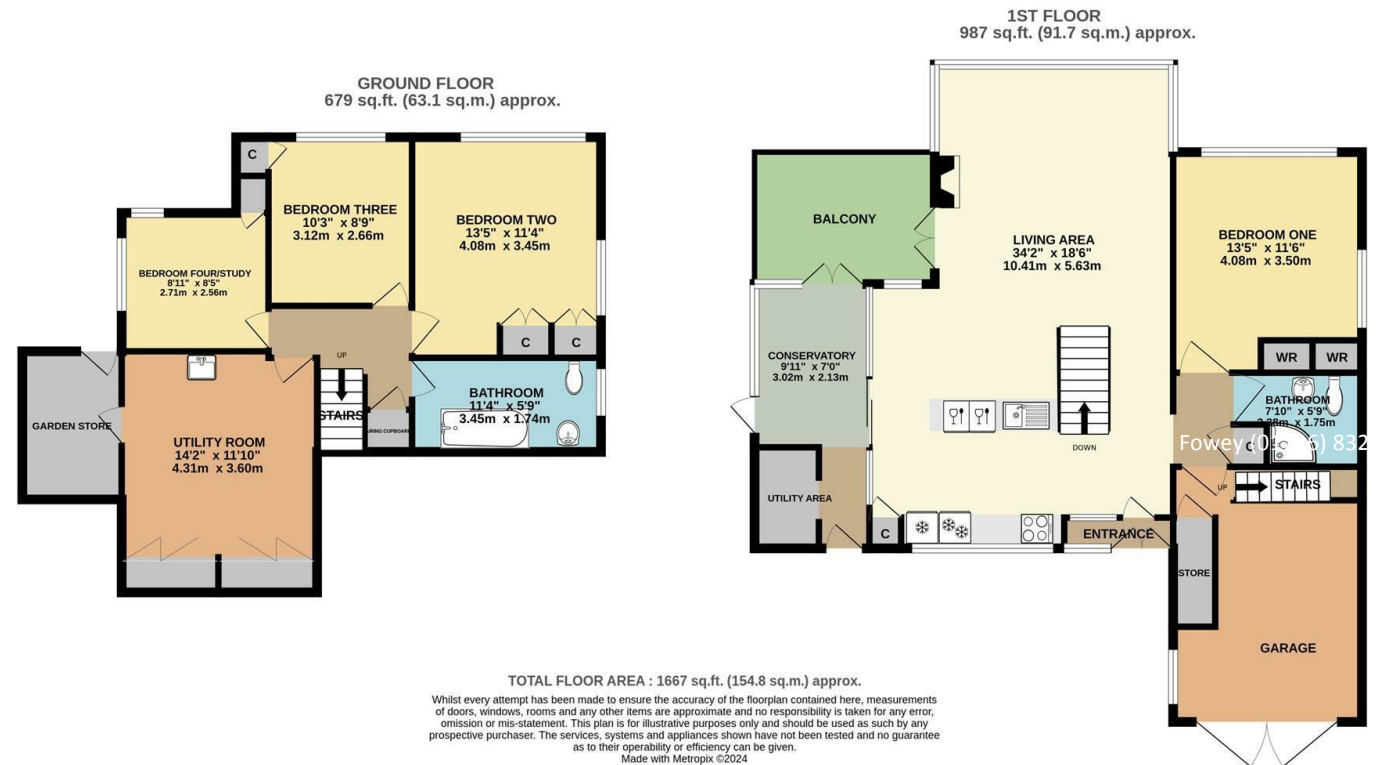 GROUND FLOOR
679 sq.ft. (63.1 sq.m.) approx.
C
BEDROOM THREE
10'3" x 8'9"
3.12m x 2.66m
BEDROOM TWO
13'5" x 11'4"
4.08m x 3.45m
BEDROOM FOUR/STUDY
8'11" x 8'5"
2.71m x 2.56m
C
C
UP
STAIRS
BATHROOM
11'4" x 5'9"
3.45m x 1.74m
CUPBOARD
GARDEN STORE
UTILITY ROOM
14'2" x 11'10"
4.31m x 3.60m
1ST FLOOR
987 sq.ft. (91.7 sq.m.) approx.
BALCONY
LIVING AREA
34'2" x 18'6"
10.41m x 5.63m
BEDROOM ONE
13'5" x 11'6"
4.08m x 3.50m
CONSERVATORY
9'11" x 7'0"
3.02m x 2.13m
WR
WR
BATHROOM
7'10" x 5'9"
x 1.75m
Fowey
832
C
DOWN
UP
STAIRS
UTILITY AREA
C
ENTRANCE
STORE
GARAGE
TOTAL FLOOR AREA : 1667 sq.ft. (154.8 sq.m.) approx.
Whilst every attempt has been made to ensure the accuracy of the floorplan contained here, measurements
of doors, windows, rooms and any other items are approximate and no responsibility is taken for any error,
omission or mis-statement. This plan is for illustrative purposes only and should be used as such by any
prospective purchaser. The services, systems and appliances shown have not been tested and no guarantee
as to their operability or efficiency can be given.
Made with Metropix ©2024